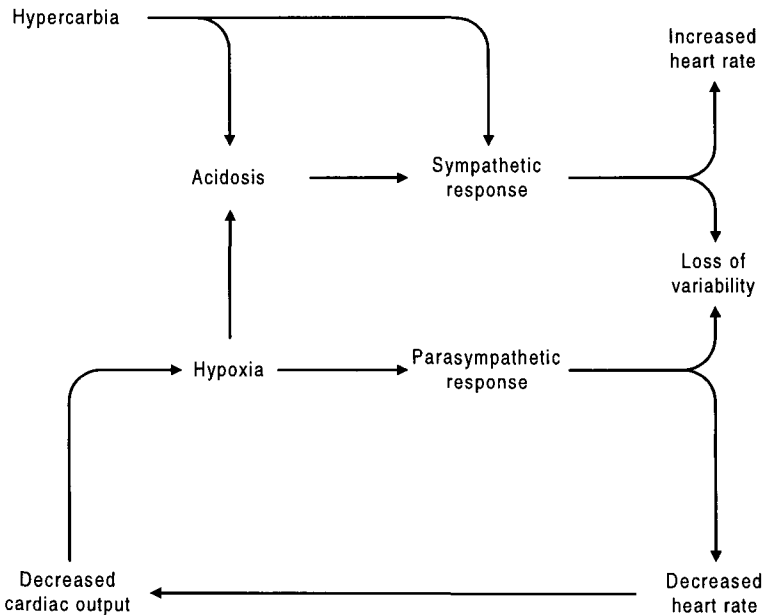 Hypercarbia
Increased
heart rate
Acidosis
Sympathetic
response
Loss of
variability
Hypoxia
Parasympathetic
response
Decreased
cardiac output
Decreased
heart rate